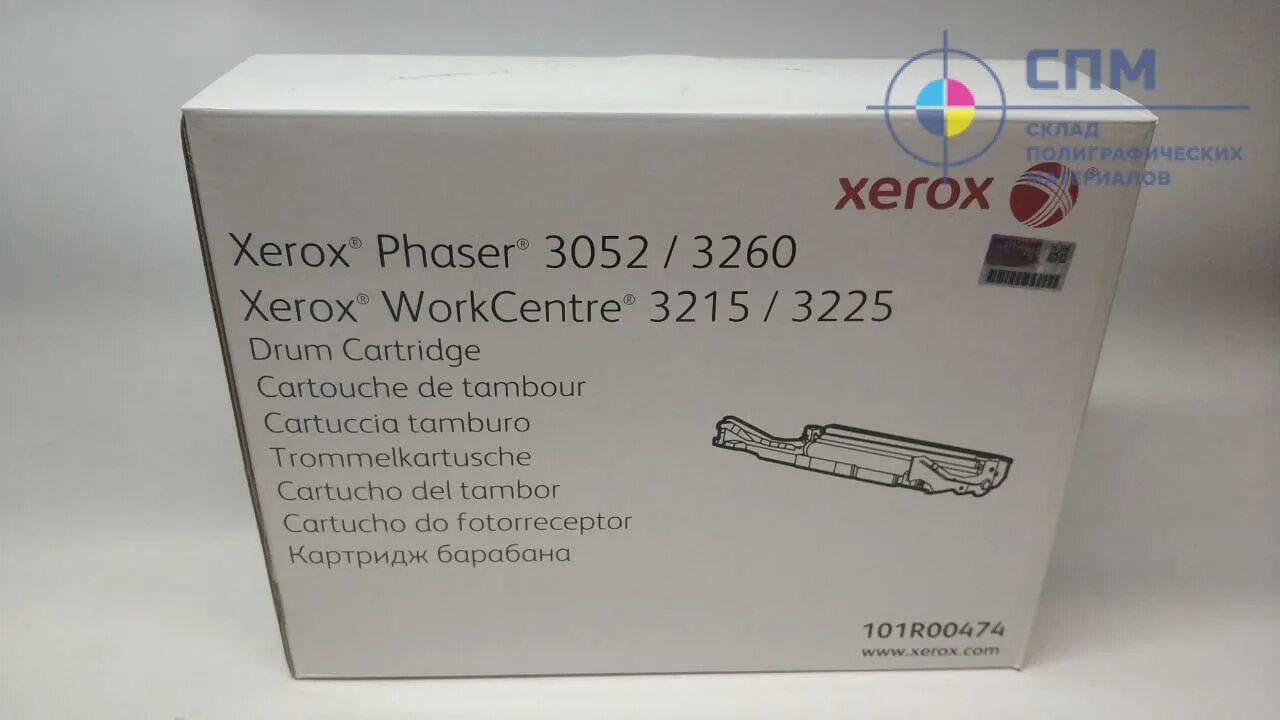 СПМ
СКЛАД
ПОЛИГРАФИЧЕСКИХ
МАТЕРИАЛОВ
xerox ®
Xerox® Phaser® 3052 / 3260
Xerox® WorkCentre® 3215 / 3225
Drum Cartridge
Cartouche de tambour
Cartuccia tamburo
Trommelkartusche
Cartucho del tambor
Cartucho do fotorreceptor
Картридж барабана
101R00474
www.xerox.com